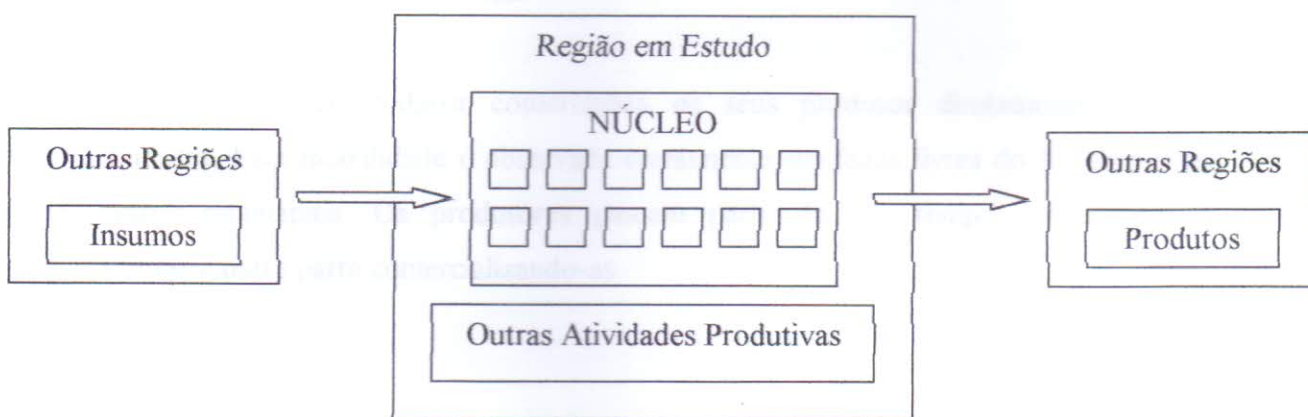 Região em Estudo
NÚCLEO
Outras Regiões
Insumos
Outras Regiões
Produtos
Outras Atividades Produtivas